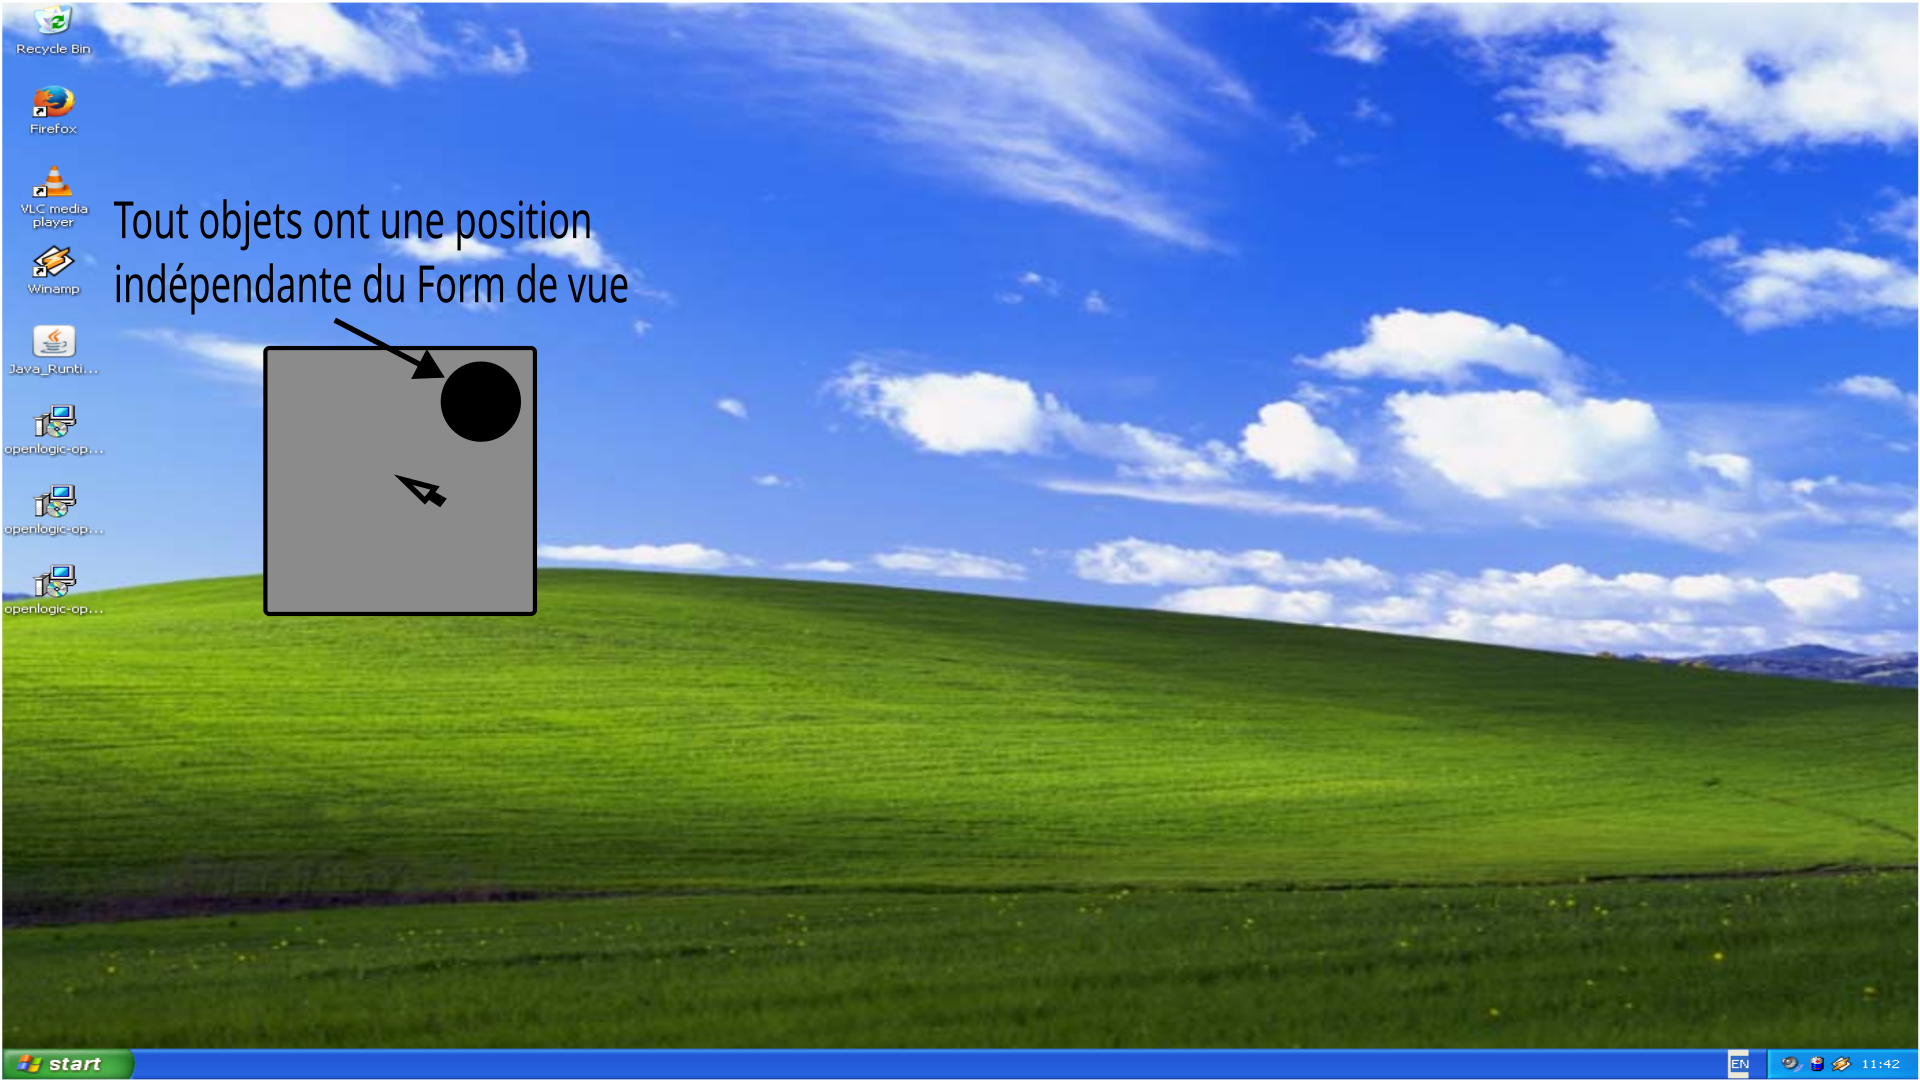 Recycle Bin
Firefox
VLC media
player
Winamp
Java_Runti...
openlogic-op...
openlogic-op...
openlogic-op...
Tout objets ont une position
indépendante du Form de vue
start
EN
11:42